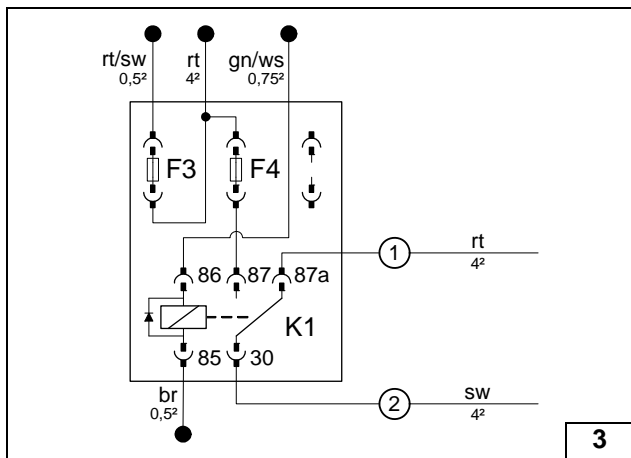 rt/sw rt gn/ws
0,5² 4² 0,75²
F3 F4
1 rt
4²
86 87 87a
K1
85 30
br
0,5²
2 sw
4²
3